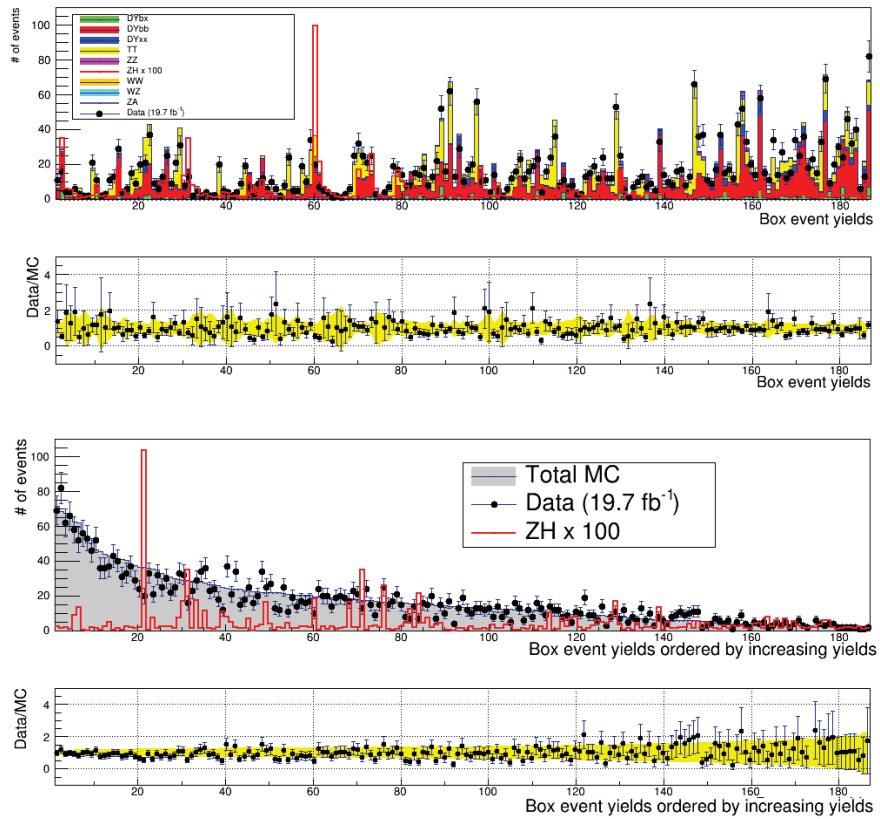 # of events
100
80
60
40
20
0
DYbx
DYbb
DYxx
TT
ZZ
ZH x 100
WW
WZ
ZA
Data (19.7 fb⁻¹)
20 40 60 80 100 120 140 160 180
Box event yields
Data/MC
4
2
0
20 40 60 80 100 120 140 160 180
Box event yields
# of events
100
80
60
40
20
0
Total MC
Data (19.7 fb⁻¹)
ZH x 100
20 40 60 80 100 120 140 160 180
Box event yields ordered by increasing yields
Data/MC
4
2
0
20 40 60 80 100 120 140 160 180
Box event yields ordered by increasing yields